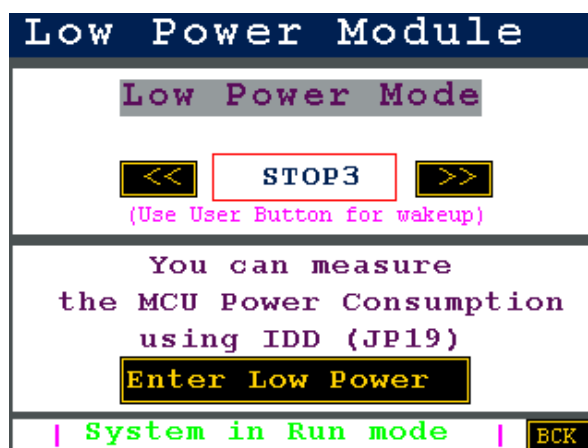 Low Power Module
Low Power Mode
<< STOP3 >>
(Use User Button for wakeup)
You can measure
the MCU Power Consumption
using IDD (JP19)
Enter Low Power
| System in Run mode | BCK